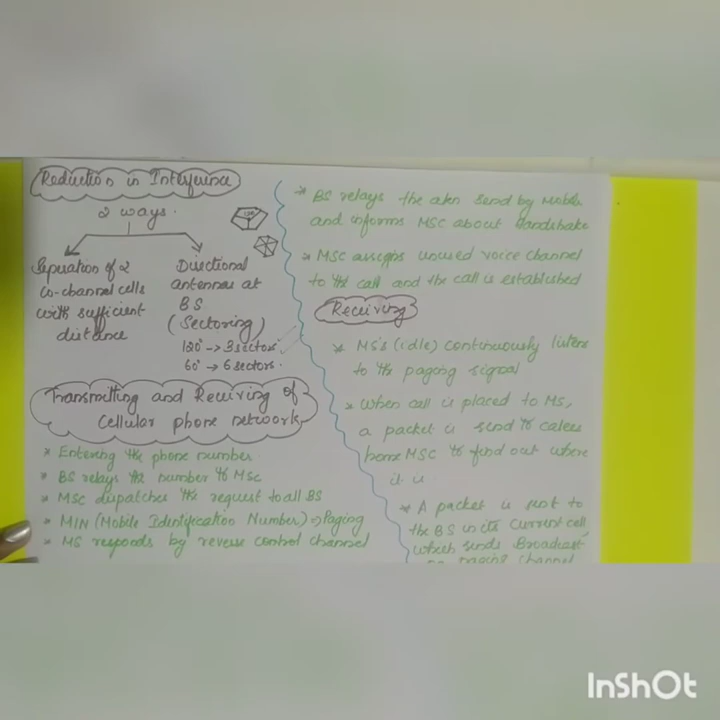 Reduction in Interference
2 ways.
Separation of 2
co-channel cells
with sufficient
distance
Directional
antennas at
BS
(Sectoring)
120° -> 3 sectors.
60° -> 6 sectors.
Transmitting and Receiving of
Cellular phone network
* Entering the phone number
* BS relays the number to MSC
* MSC dispatches the request to all BS
* MIN (Mobile Identification Number) => Paging
* MS responds by reverse control channel
* BS relays the akn send by Mobile
and informs MSC about Handshake
* MSC assigns unused voice channel
to the call and the call is established
Receiving
* MS's (idle) continuously listens
to the paging signal
* When call is placed to MS,
a packet is send to calees
home MSC to find out where
it is.
* A packet is sent to
the BS in its current cell,
which sends Broadcast
paging channel
InShOt